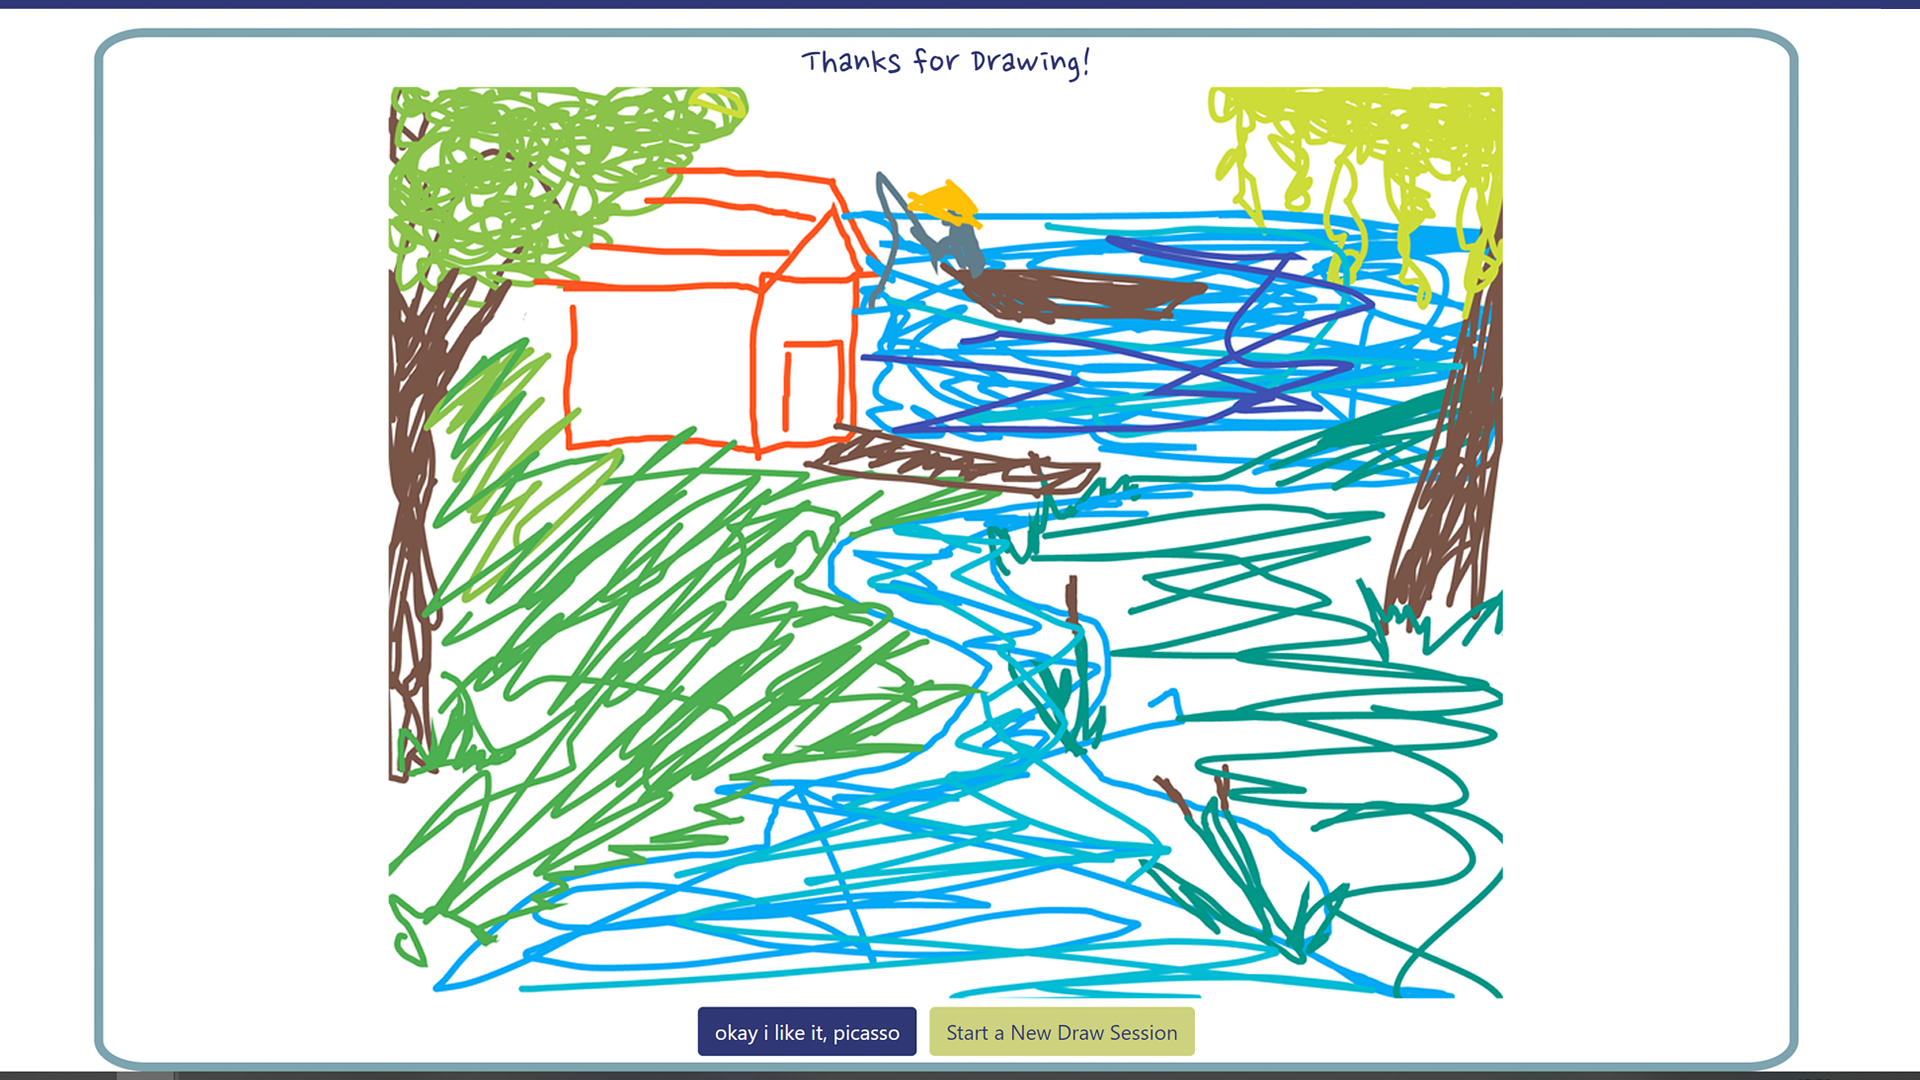 Thanks for Drawing!
okay i like it, picasso
Start a New Draw Session